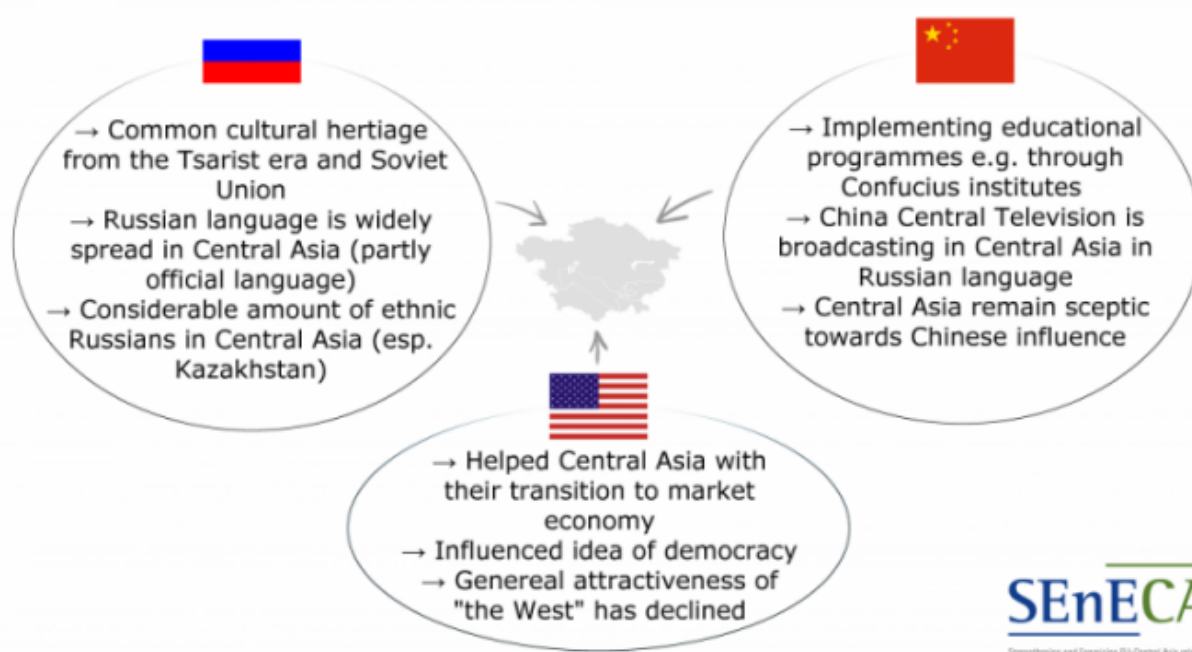 → Common cultural hertiage
from the Tsarist era and Soviet
Union
→ Russian language is widely
spread in Central Asia (partly
official language)
→ Considerable amount of ethnic
Russians in Central Asia (esp.
Kazakhstan)
→ Implementing educational
programmes e.g. through
Confucius institutes
→ China Central Television is
broadcasting in Central Asia in
Russian language
→ Central Asia remain sceptic
towards Chinese influence
→ Helped Central Asia with
their transition to market
economy
→ Influenced idea of democracy
→ Genereal attractiveness of
"the West" has declined
SEnECA